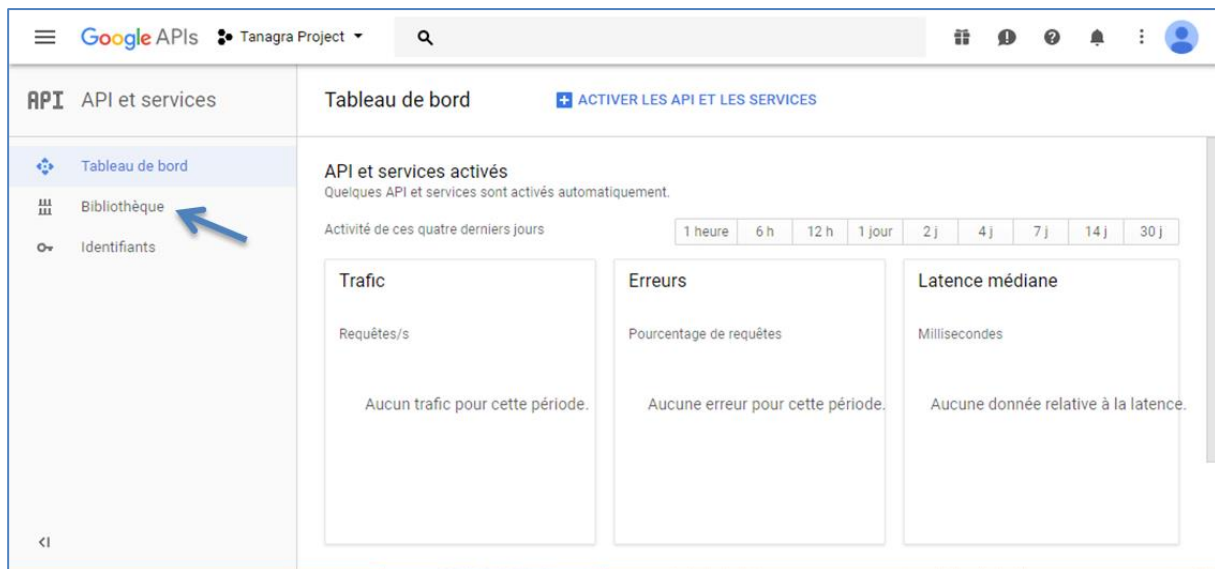 Google APIs Tanagra Project
API API et services
Tableau de bord ACTIVER LES API ET LES SERVICES
Tableau de bord
Bibliothèque
Identifiants
API et services activés
Quelques API et services sont activés automatiquement.
Activité de ces quatre derniers jours 1 heure 6 h 12 h 1 jour 2 j 4 j 7 j 14 j 30 j
Trafic
Requêtes/s
Aucun trafic pour cette période.
Erreurs
Pourcentage de requêtes
Aucune erreur pour cette période.
Latence médiane
Millisecondes
Aucune donnée relative à la latence.